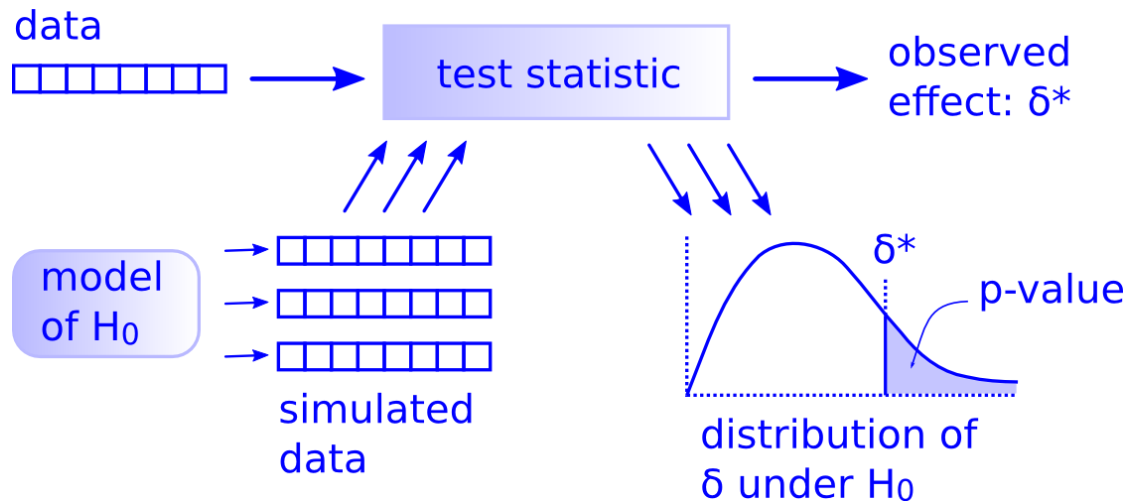 data
test statistic
observed
effect: δ*
model
of H₀
simulated
data
δ*
p-value
distribution of
δ under H₀